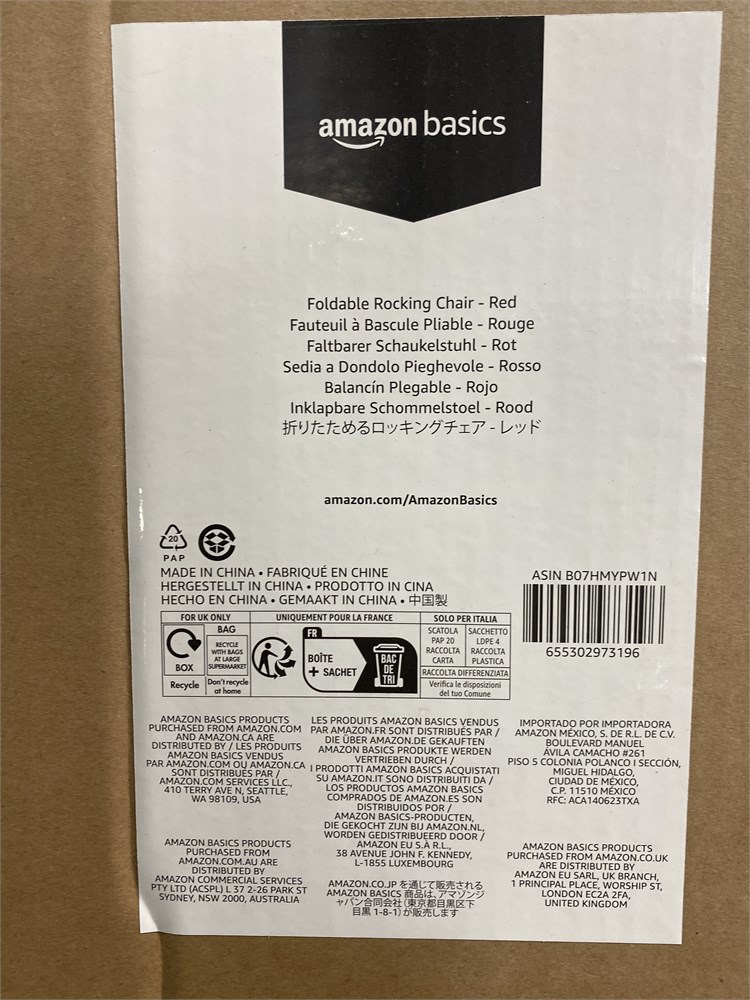 amazon basics
Foldable Rocking Chair - Red
Fauteuil à Bascule Pliable - Rouge
Faltbarer Schaukelstuhl - Rot
Sedia a Dondolo Pieghevole - Rosso
Balancín Plegable - Rojo
Inklapbare Schommelstoel - Rood
折りたためるロッキングチェア - レッド
amazon.com/AmazonBasics
20
PAP
MADE IN CHINA • FABRIQUÉ EN CHINE
HERGESTELLT IN CHINA • PRODOTTO IN CINA
HECHO EN CHINA • GEMAAKT IN CHINA • 中国製
ASIN B07HMYPW1N
655302973196
FOR UK ONLY
BOX
Recycle
BAG
RECYCLE
WITH BAGS
AT LARGE
SUPERMARKET
Don't recycle
at home
UNIQUEMENT POUR LA FRANCE
FR
BOÎTE
+ SACHET
BAC
DE
TRI
SOLO PER ITALIA
SCATOLA
PAP 20
RACCOLTA
CARTA
SACCHETTO
LDPE 4
RACCOLTA
PLASTICA
RACCOLTA DIFFERENZIATA
Verifica le disposizioni
del tuo Comune
AMAZON BASICS PRODUCTS
PURCHASED FROM AMAZON.COM
AND AMAZON.CA ARE
DISTRIBUTED BY / LES PRODUITS
AMAZON BASICS VENDUS
PAR AMAZON.COM OU AMAZON.CA
SONT DISTRIBUÉS PAR /
AMAZON.COM SERVICES LLC.,
410 TERRY AVE N, SEATTLE,
WA 98109, USA
AMAZON BASICS PRODUCTS
PURCHASED FROM
AMAZON.COM.AU ARE
DISTRIBUTED BY
AMAZON COMMERCIAL SERVICES
PTY LTD (ACSPL) L 37 2-26 PARK ST
SYDNEY, NSW 2000, AUSTRALIA
LES PRODUITS AMAZON BASICS VENDUS
PAR AMAZON.FR SONT DISTRIBUÉS PAR /
DIE ÜBER AMAZON.DE GEKAUFTEN
AMAZON BASICS PRODUKTE WERDEN
VERTRIEBEN DURCH /
I PRODOTTI AMAZON BASICS ACQUISTATI
SU AMAZON.IT SONO DISTRIBUITI DA /
LOS PRODUCTOS AMAZON BASICS
COMPRADOS DE AMAZON.ES SON
DISTRIBUIDOS POR /
AMAZON BASICS-PRODUCTEN,
DIE GEKOCHT ZIJN BIJ AMAZON.NL,
WORDEN GEDISTRIBUEERD DOOR /
AMAZON EU S.À R.L.,
38 AVENUE JOHN F. KENNEDY,
L-1855 LUXEMBOURG
AMAZON.CO.JP を通じて販売される
AMAZON BASICS 商品は、アマゾンジ
ャパン合同会社（東京都目黒区下
目黒 1-8-1）が販売します
IMPORTADO POR IMPORTADORA
AMAZON MÉXICO, S. DE R.L. DE C.V.
BOULEVARD MANUEL
ÁVILA CAMACHO #261
PISO 5 COLONIA POLANCO I SECCIÓN,
MIGUEL HIDALGO,
CIUDAD DE MÉXICO,
C.P. 11510 MÉXICO
RFC: ACA140623TXA
AMAZON BASICS PRODUCTS
PURCHASED FROM AMAZON.CO.UK
ARE DISTRIBUTED BY
AMAZON EU SARL, UK BRANCH,
1 PRINCIPAL PLACE, WORSHIP ST,
LONDON EC2A 2FA,
UNITED KINGDOM